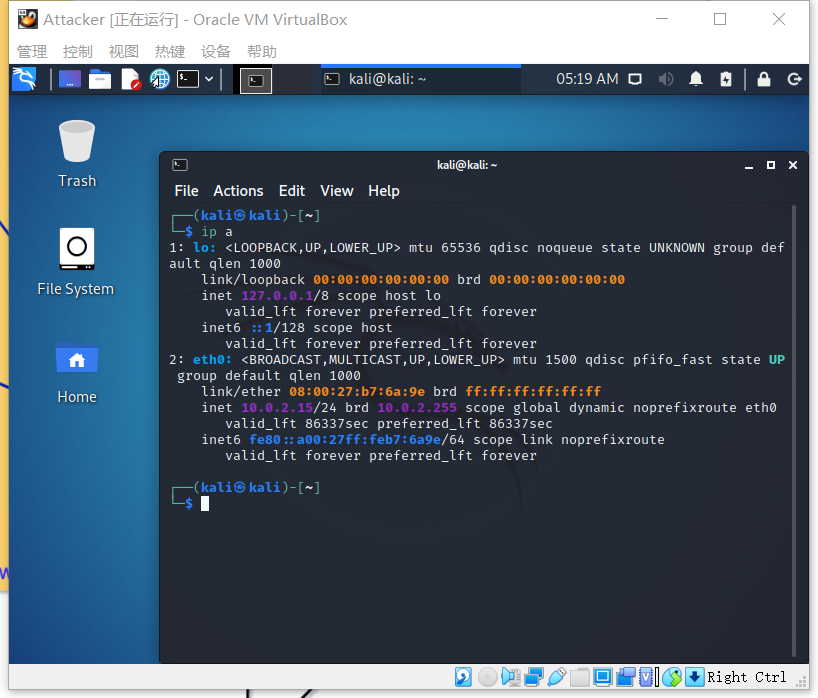 Attacker [正在运行] - Oracle VM VirtualBox
管理 控制 视图 热键 设备 帮助
kali@kali: ~ 05:19 AM
Trash
File System
Home
kali@kali: ~
File Actions Edit View Help
┌──(kali㉿kali)-[~]
└─$ ip a
1: lo: <LOOPBACK,UP,LOWER_UP> mtu 65536 qdisc noqueue state UNKNOWN group def
ault qlen 1000
link/loopback 00:00:00:00:00:00 brd 00:00:00:00:00:00
inet 127.0.0.1/8 scope host lo
valid_lft forever preferred_lft forever
inet6 ::1/128 scope host
valid_lft forever preferred_lft forever
2: eth0: <BROADCAST,MULTICAST,UP,LOWER_UP> mtu 1500 qdisc pfifo_fast state UP
group default qlen 1000
link/ether 08:00:27:b7:6a:9e brd ff:ff:ff:ff:ff:ff
inet 10.0.2.15/24 brd 10.0.2.255 scope global dynamic noprefixroute eth0
valid_lft 86337sec preferred_lft 86337sec
inet6 fe80::a00:27ff:feb7:6a9e/64 scope link noprefixroute
valid_lft forever preferred_lft forever
┌──(kali㉿kali)-[~]
└─$
Right Ctrl